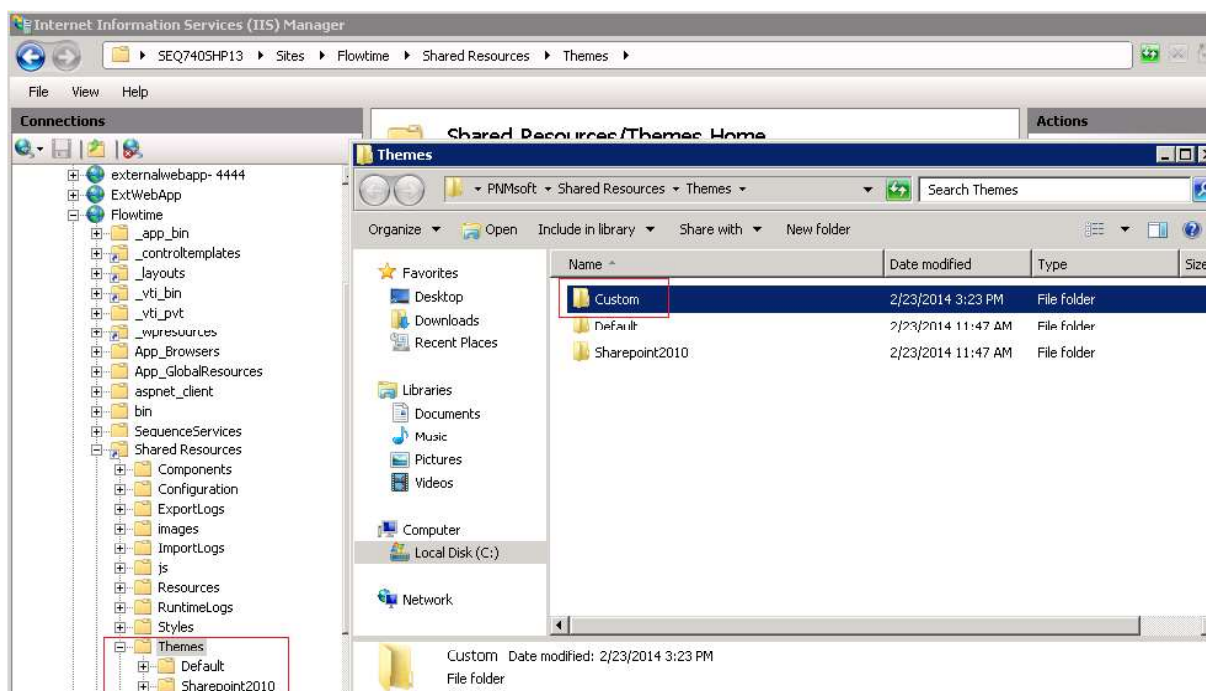 Internet Information Services (IIS) Manager
SEQ740SHP13 Sites Flowtime Shared Resources Themes
File View Help
Connections
Shared Resources/Themes Home
Actions
externalwebapp- 4444
ExtWebApp
Flowtime
_app_bin
_controltemplates
_layouts
_vti_bin
_vti_pvt
_wpresources
App_Browsers
App_GlobalResources
aspnet_client
bin
SequenceServices
Shared Resources
Components
Configuration
ExportLogs
images
ImportLogs
js
Resources
RuntimeLogs
Styles
Themes
Default
Sharepoint2010
Themes
PNMsoft Shared Resources Themes
Search Themes
Organize Open Include in library Share with New folder
Favorites
Desktop
Downloads
Recent Places
Libraries
Documents
Music
Pictures
Videos
Computer
Local Disk (C:)
Network
Name Date modified Type Size
Custom 2/23/2014 3:23 PM File folder
Default 2/23/2014 11:47 AM File folder
Sharepoint2010 2/23/2014 11:47 AM File folder
Custom Date modified: 2/23/2014 3:23 PM
File folder